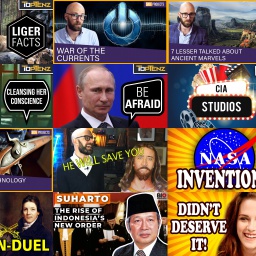 TOPTENZ
LIGER
FACTS
WAR OF THE
CURRENTS
7 LESSER TALKED ABOUT
ANCIENT MARVELS
TOPTENZ
CLEANSING HER
CONSCIENCE
BE
AFRAID
CIA
STUDIOS
NOLOGY
HE WILL SAVE YOU
NASA
INVENTION
DIDN'T
DESERVE
IT!
N-DUEL
SUHARTO
THE RISE OF
INDONESIA'S
NEW ORDER
BIO